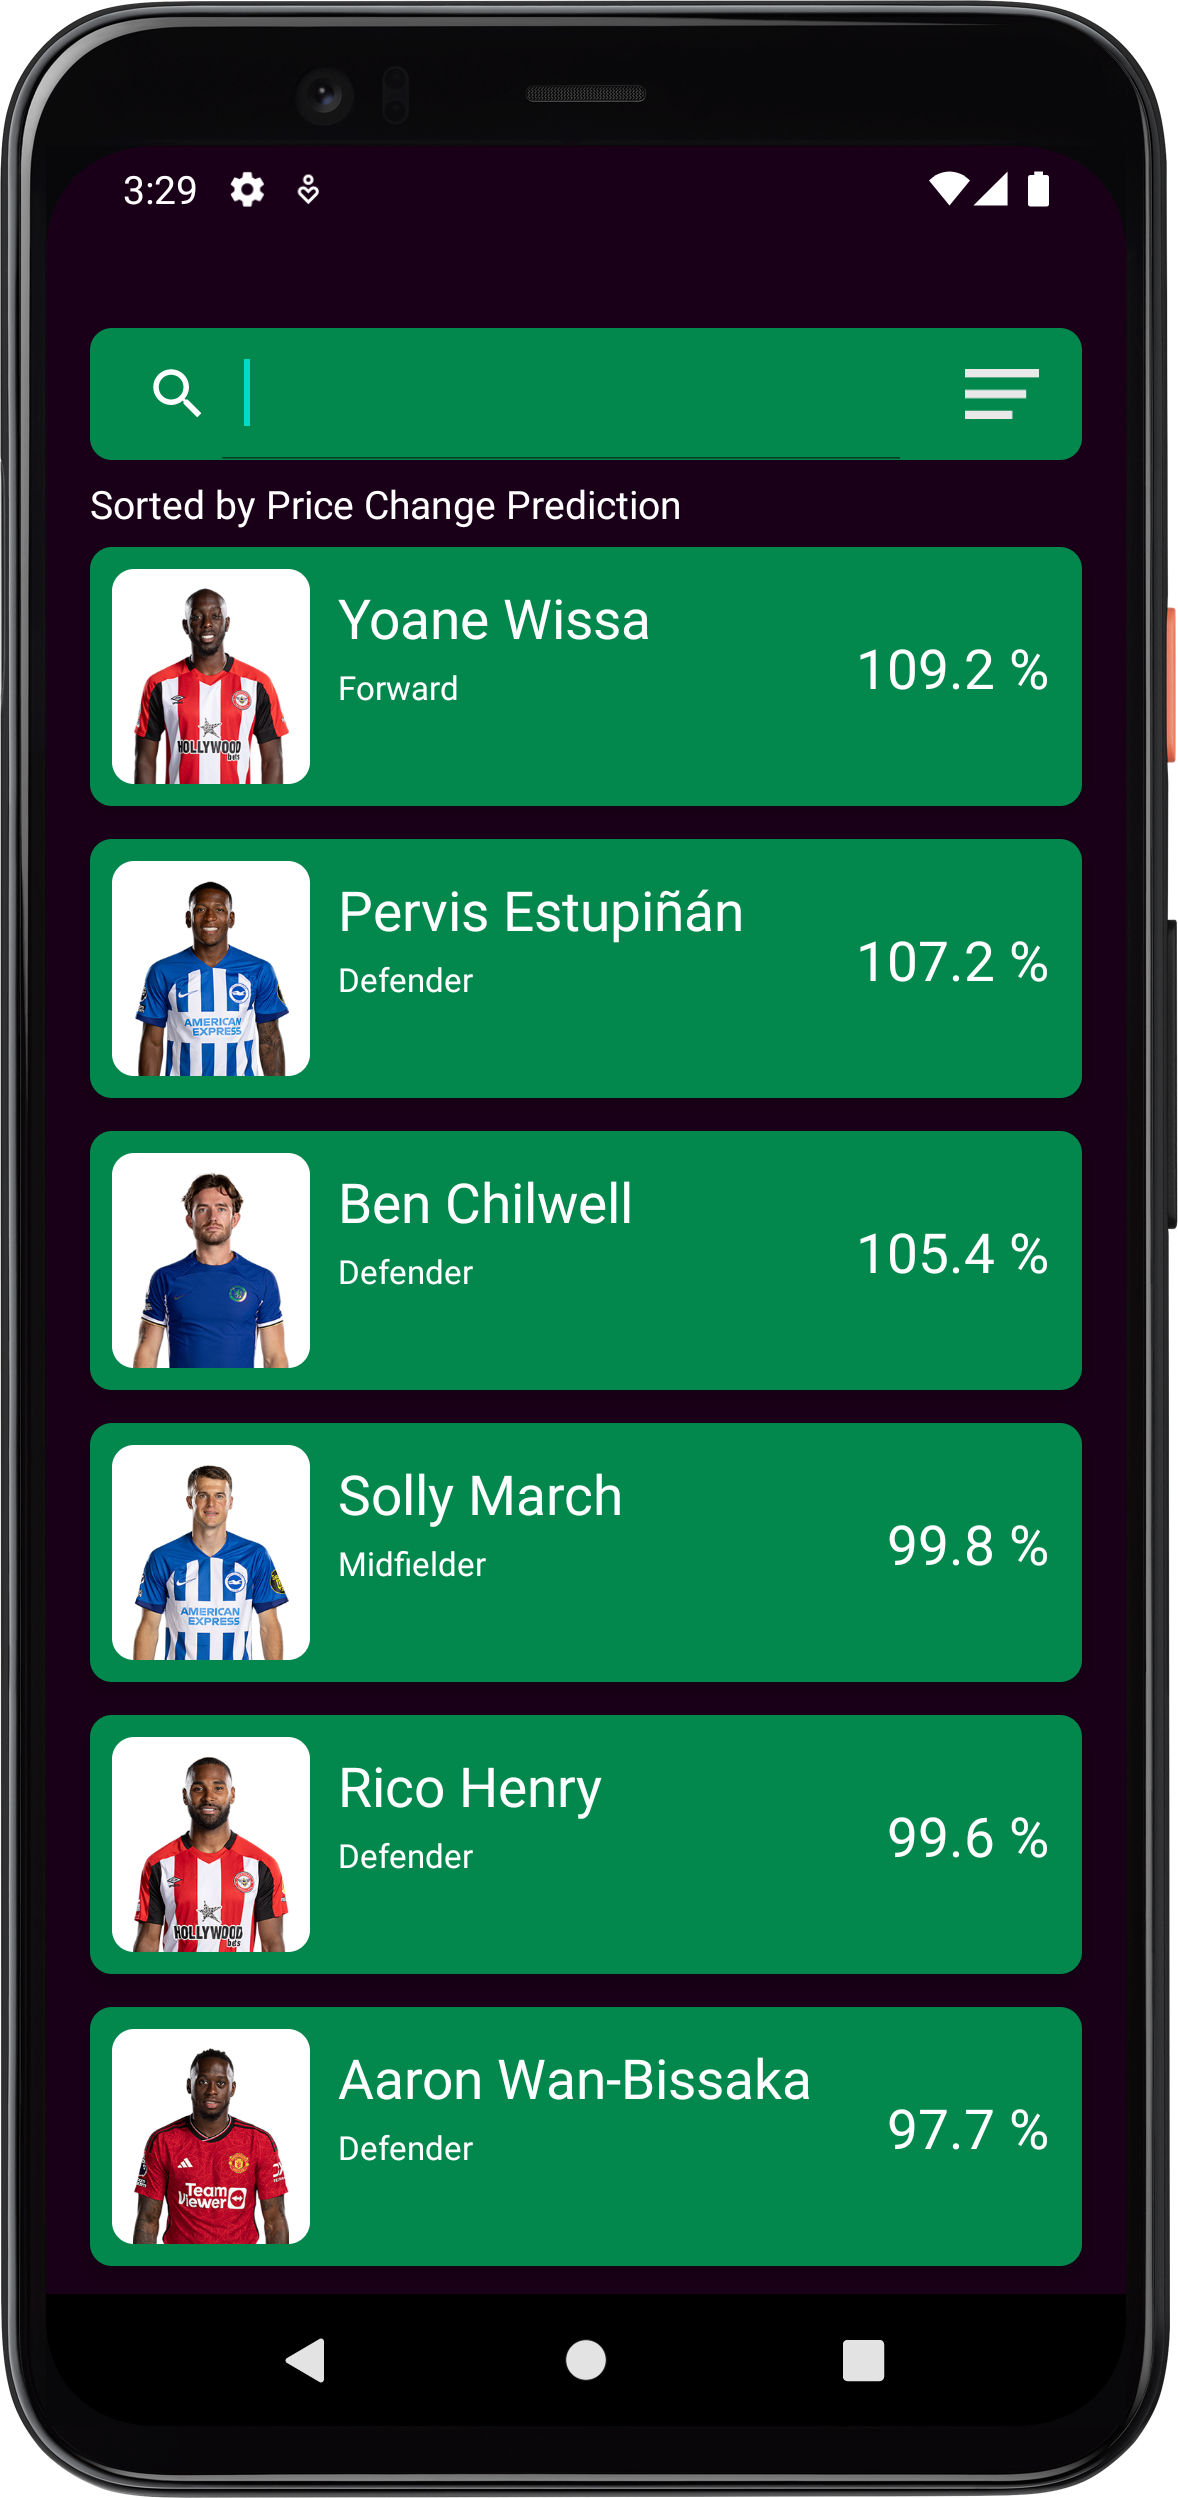 3:29
Sorted by Price Change Prediction
Yoane Wissa
Forward
109.2 %
HOLLYWOOD
bets
Pervis Estupiñán
Defender
107.2 %
AMERICAN
EXPRESS
Ben Chilwell
Defender
105.4 %
Solly March
Midfielder
99.8 %
AMERICAN
EXPRESS
Rico Henry
Defender
99.6 %
HOLLYWOOD
bets
Aaron Wan-Bissaka
Defender
97.7 %
Team
Viewer